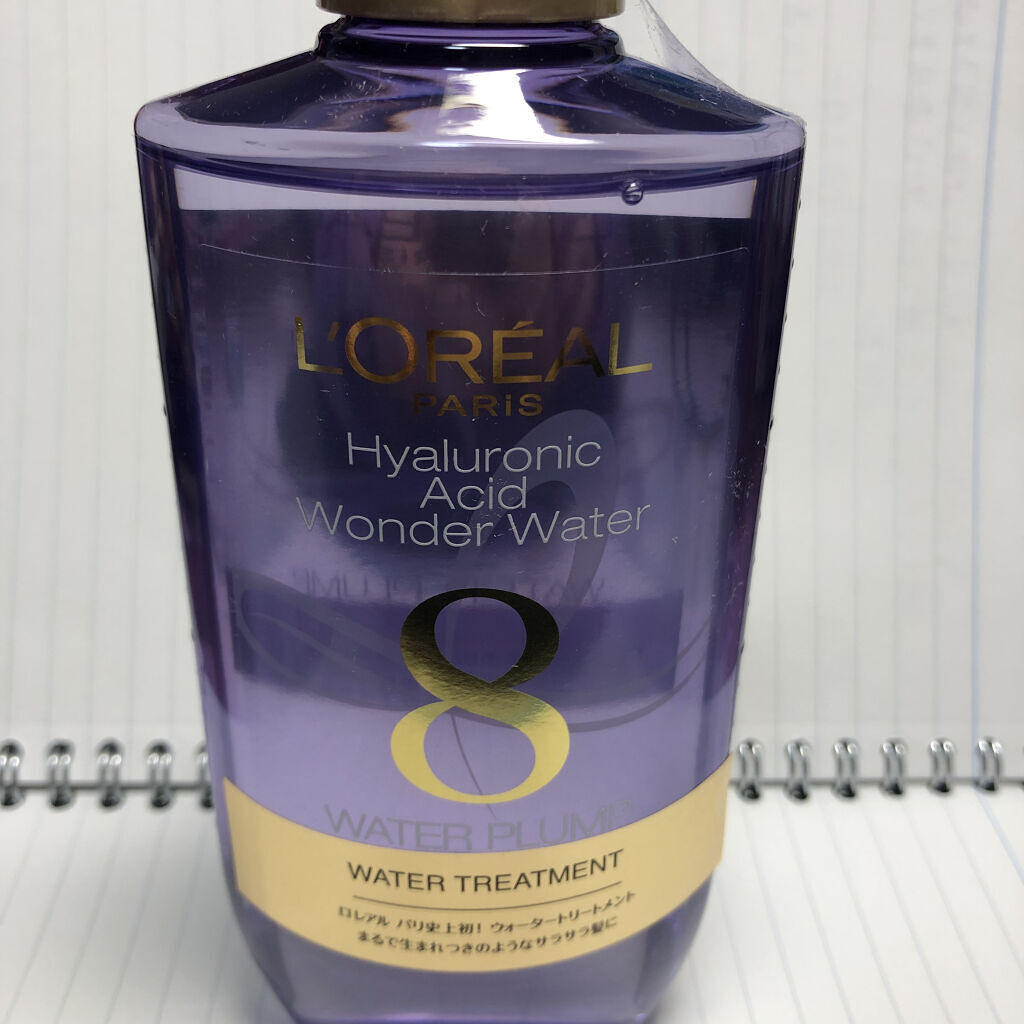 L'ORÉAL
PARiS
Hyaluronic
Acid
Wonder Water
8
WATER PLUMP
WATER TREATMENT
ロレアル パリ史上初! ウォータートリートメント
まるで生まれつきのようなサラサラ髪に